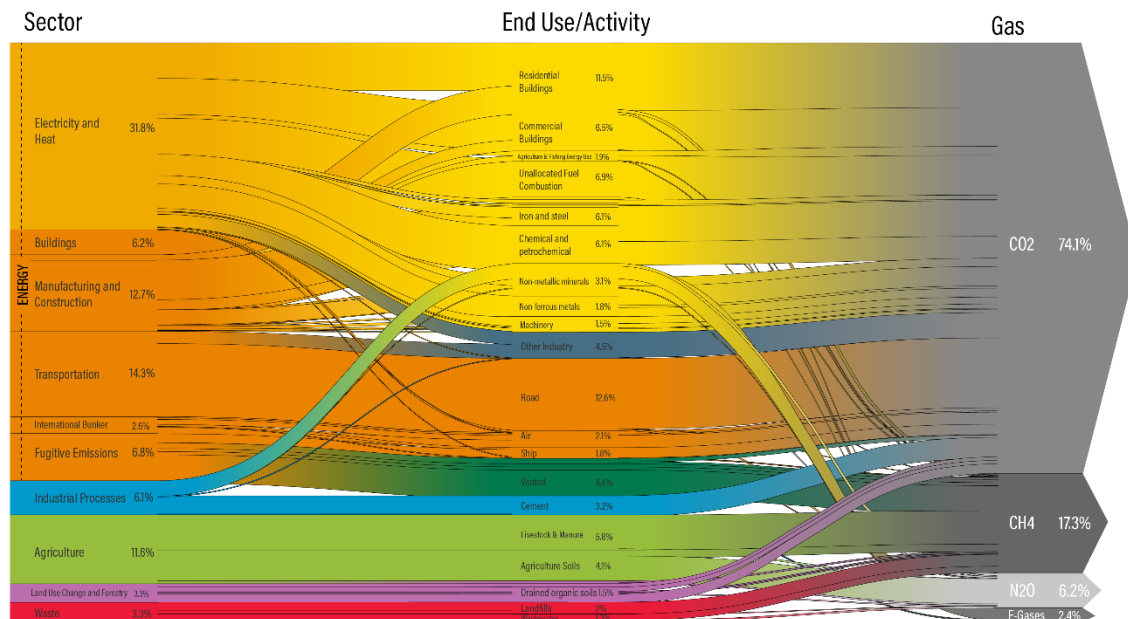 Sector
End Use/Activity
Gas
ENERGY
Electricity and
Heat
31.8%
Buildings 6.2%
Manufacturing and
Construction
12.7%
Transportation 14.3%
International Bunker 2.6%
Fugitive Emissions 6.8%
Industrial Processes 6.1%
Agriculture 11.6%
Land Use Change and Forestry 3.3%
Waste 3.3%
Residential
Buildings
11.5%
Commercial
Buildings
6.5%
Agriculture & Fishing Energy Use 1.9%
Unallocated Fuel
Combustion
6.9%
Iron and steel 6.1%
Chemical and
petrochemical
6.1%
Non-metallic minerals 3.1%
Non ferrous metals 1.8%
Machinery 1.5%
Other Industry 4.5%
Road 12.6%
Air 2.1%
Ship 1.8%
Vented 4.4%
Cement 3.2%
Livestock & Manure 5.8%
Agriculture Soils 4.1%
Drained organic soils 1.5%
Landfills 2%
CO2 74.1%
CH4 17.3%
N2O 6.2%
F-Gases 2.4%